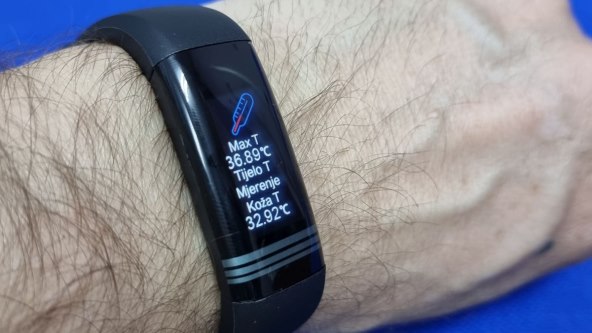 Max T
36.89℃
Tijelo T
Mjerenje
Koža T
32.92℃